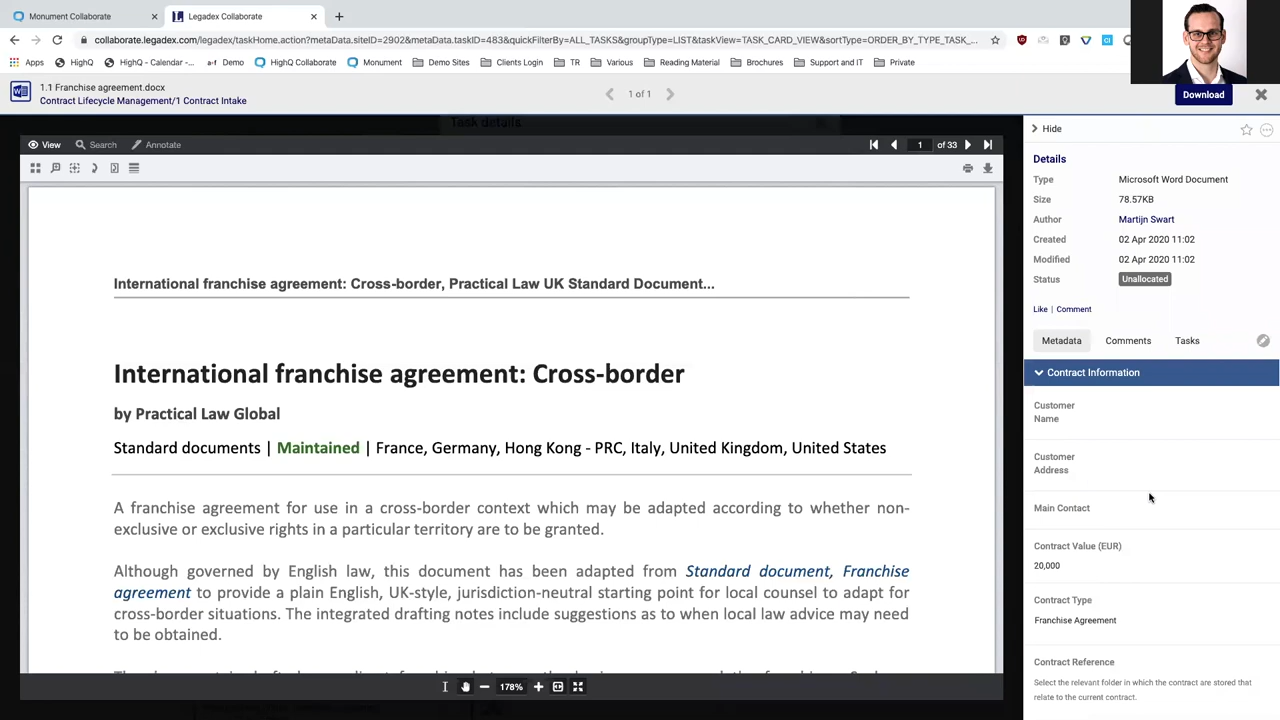 Monument Collaborate
Legadex Collaborate
collaborate.legadex.com/legadex/taskHome.action?metaData.siteID=2902&metaData.taskID=483&quickFilterBy=ALL_TASKS&groupType=LIST&taskView=TASK_CARD_VIEW&sortType=ORDER_BY_TYPE_TASK_...
Apps
HighQ
HighQ - Calendar -...
a-f Demo
HighQ Collaborate
Monument
Demo Sites
Clients Login
TR
Various
Reading Material
Brochures
Support and IT
Private
1.1 Franchise agreement.docx
Contract Lifecycle Management/1 Contract Intake
1 of 1
Download
Task details
View
Search
Annotate
1 of 33
International franchise agreement: Cross-border, Practical Law UK Standard Document...
International franchise agreement: Cross-border
by Practical Law Global
Standard documents | Maintained | France, Germany, Hong Kong - PRC, Italy, United Kingdom, United States
A franchise agreement for use in a cross-border context which may be adapted according to whether non-
exclusive or exclusive rights in a particular territory are to be granted.
Although governed by English law, this document has been adapted from Standard document, Franchise
agreement to provide a plain English, UK-style, jurisdiction-neutral starting point for local counsel to adapt for
cross-border situations. The integrated drafting notes include suggestions as to when local law advice may need
to be obtained.
178%
Hide
Details
Type Microsoft Word Document
Size 78.57KB
Author Martijn Swart
Created 02 Apr 2020 11:02
Modified 02 Apr 2020 11:02
Status Unallocated
Like | Comment
Metadata
Comments
Tasks
Contract Information
Customer
Name
Customer
Address
Main Contact
Contract Value (EUR)
20,000
Contract Type
Franchise Agreement
Contract Reference
Select the relevant folder in which the contract are stored that
relate to the current contract.